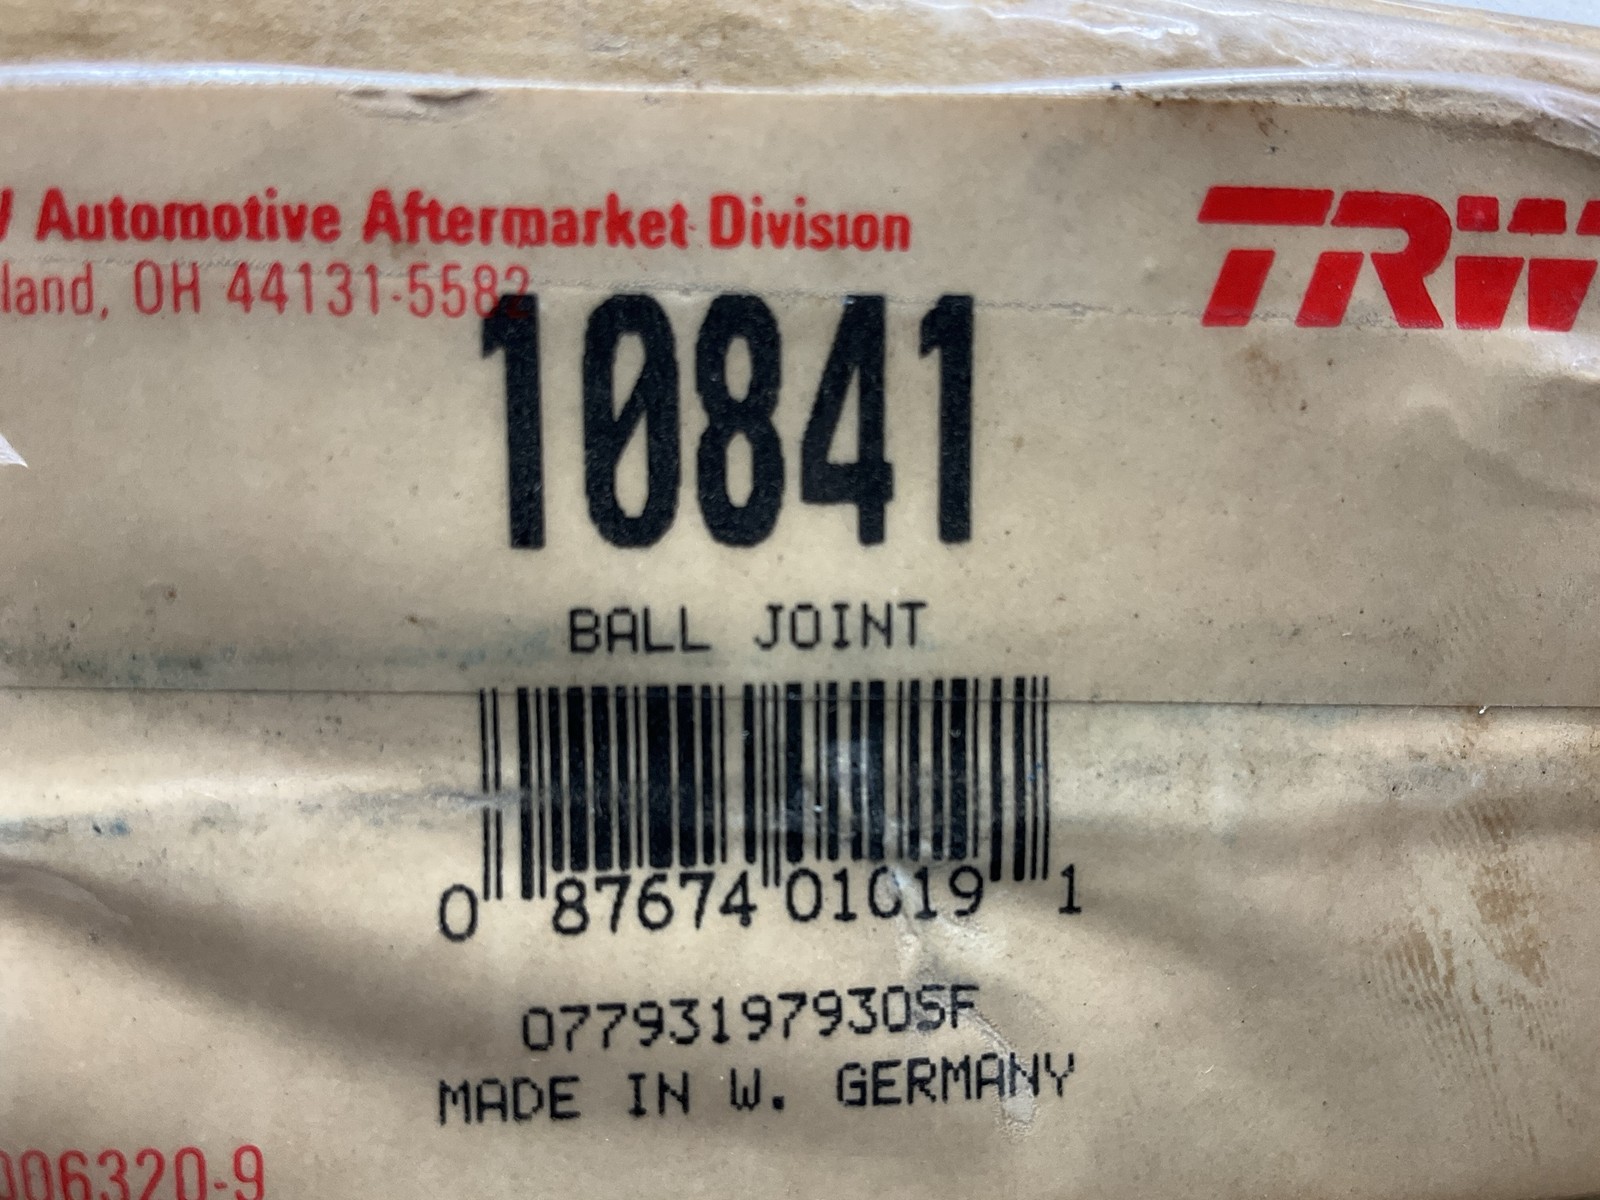 Automotive Aftermarket Division
TRW
land, OH 44131-5582
10841
BALL JOINT
0 87674 01019 1
07793197930SF
MADE IN W. GERMANY
006320-9